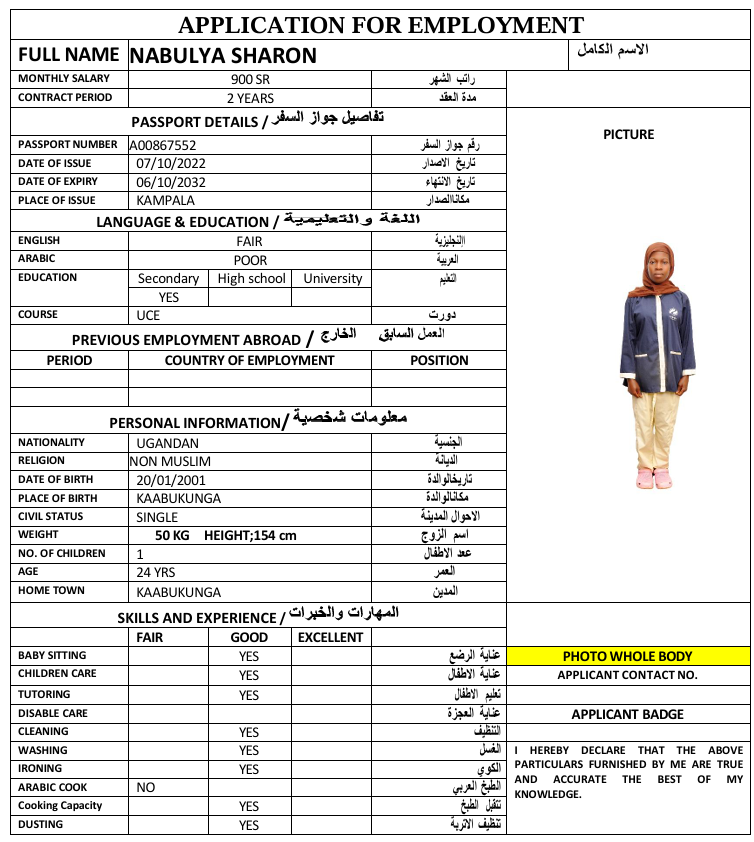 APPLICATION FOR EMPLOYMENT
FULL NAME NABULYA SHARON الاسم الكامل
MONTHLY SALARY 900 SR راتب الشهر
CONTRACT PERIOD 2 YEARS مدة العقد
PASSPORT DETAILS / تفاصيل جواز السفر
PICTURE
PASSPORT NUMBER A00867552 رقم جواز السفر
DATE OF ISSUE 07/10/2022 تاريخ الاصدار
DATE OF EXPIRY 06/10/2032 تاريخ الانتهاء
PLACE OF ISSUE KAMPALA مكاناالصدار
LANGUAGE & EDUCATION / اللغة والتعليمية
ENGLISH FAIR اإلنجليزية
ARABIC POOR العربية
EDUCATION Secondary High school University التعليم
YES
COURSE UCE دورت
PREVIOUS EMPLOYMENT ABROAD / العمل السابق الخارج
PERIOD COUNTRY OF EMPLOYMENT POSITION
PERSONAL INFORMATION/ معلومات شخصية
NATIONALITY UGANDAN الجنسية
RELIGION NON MUSLIM الديانة
DATE OF BIRTH 20/01/2001 تاريخالوالدة
PLACE OF BIRTH KAABUKUNGA مكانالوالدة
CIVIL STATUS SINGLE الاحوال المدينة
WEIGHT 50 KG HEIGHT;154 cm اسم الزوج
NO. OF CHILDREN 1 عدد الاطفال
AGE 24 YRS العمر
HOME TOWN KAABUKUNGA المدين
SKILLS AND EXPERIENCE / المهارات والخبرات
FAIR GOOD EXCELLENT
BABY SITTING YES عناية الرضع
PHOTO WHOLE BODY
CHILDREN CARE YES عناية الاطفال
APPLICANT CONTACT NO.
TUTORING YES تعليم الاطفال
DISABLE CARE عناية العجزة
APPLICANT BADGE
CLEANING YES التنظيف
WASHING YES الغسل
IRONING YES الكوي
ARABIC COOK NO الطبخ العربي
Cooking Capacity YES تتقبل الطبخ
DUSTING YES تنظيف الاتربة
I HEREBY DECLARE THAT THE ABOVE
PARTICULARS FURNISHED BY ME ARE TRUE
AND ACCURATE THE BEST OF MY
KNOWLEDGE.